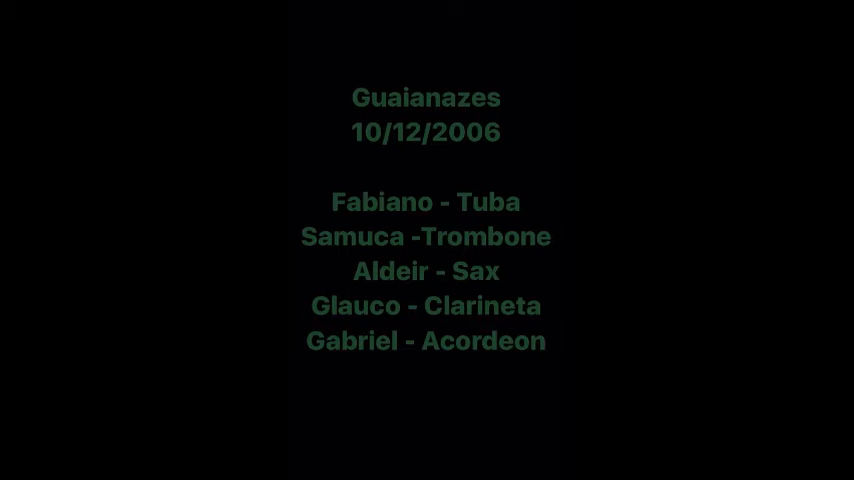 Guaianazes
10/12/2006
Fabiano - Tuba
Samuca -Trombone
Aldeir - Sax
Glauco - Clarineta
Gabriel - Acordeon